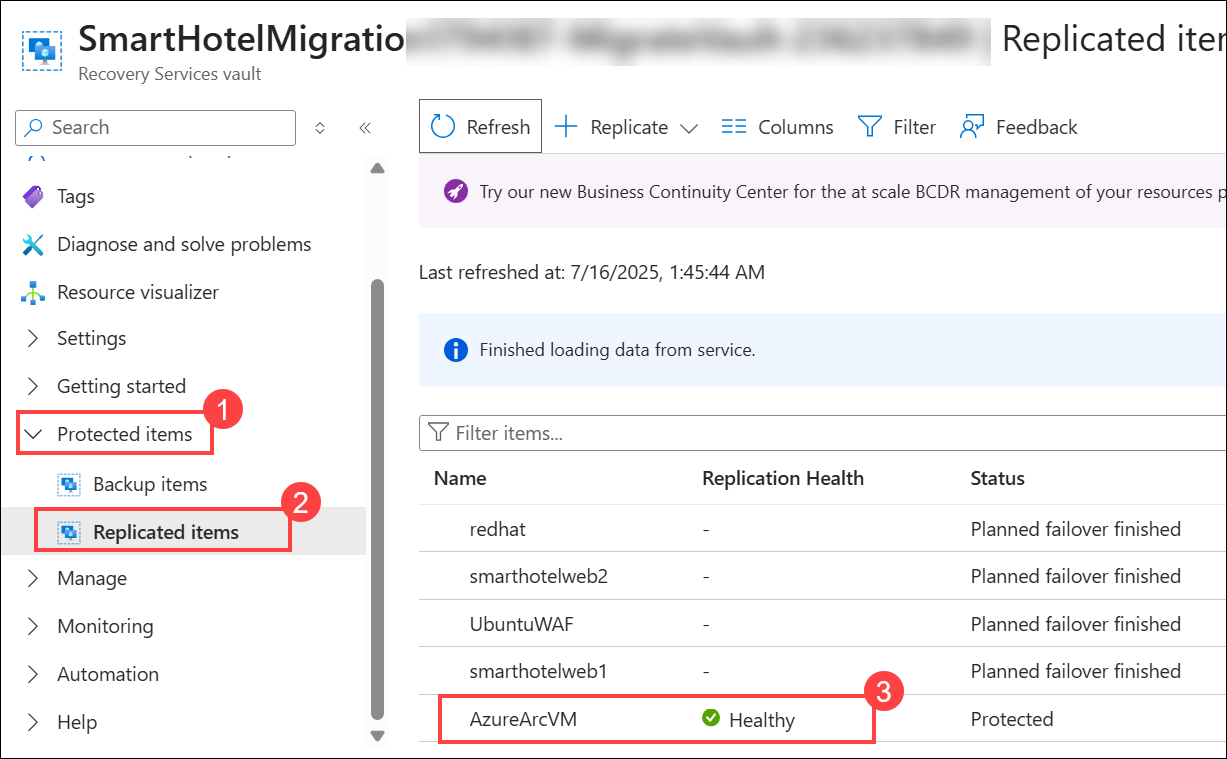 SmartHotelMigratio
Replicated iter
Recovery Services vault
Search
Tags
Diagnose and solve problems
Resource visualizer
Settings
Getting started
Protected items
1
Backup items
Replicated items
2
Manage
Monitoring
Automation
Help
Refresh
Replicate
Columns
Filter
Feedback
Try our new Business Continuity Center for the at scale BCDR management of your resources p
Last refreshed at: 7/16/2025, 1:45:44 AM
Finished loading data from service.
Filter items...
Name Replication Health Status
redhat - Planned failover finished
smarthotelweb2 - Planned failover finished
UbuntuWAF - Planned failover finished
smarthotelweb1 - Planned failover finished
3
AzureArcVM Healthy Protected